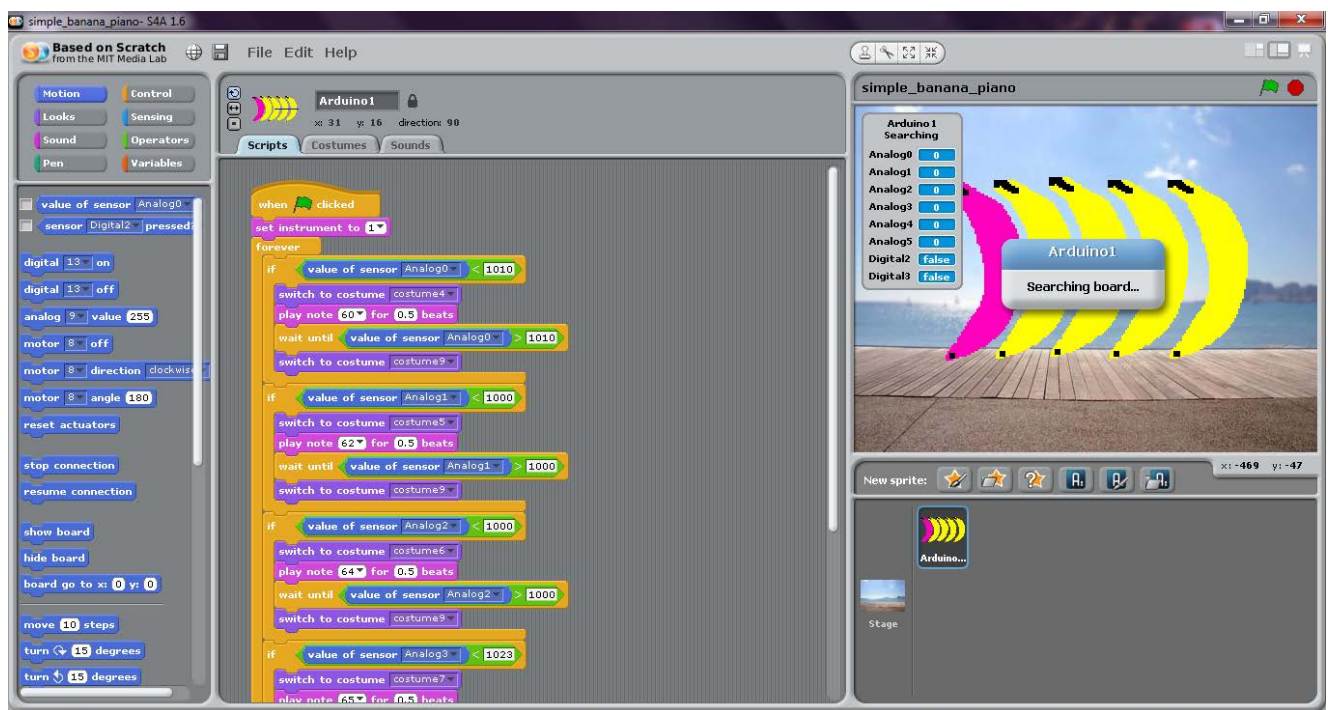 simple_banana_piano- S4A 1.6
Based on Scratch
from the MIT Media Lab
File Edit Help
Motion
Control
Looks
Sensing
Sound
Operators
Pen
Variables
value of sensor Analog0
sensor Digital2 pressed?
digital 13 on
digital 13 off
analog 9 value 255
motor 8 off
motor 8 direction clockwise
motor 8 angle 180
reset actuators
stop connection
resume connection
show board
hide board
board go to x: 0 y: 0
move 10 steps
turn 15 degrees
turn 15 degrees
Arduino1
x: 31 y: 16 direction: 90
Scripts Costumes Sounds
when clicked
set instrument to 1
forever
if value of sensor Analog0 < 1010
switch to costume costume4
play note 60 for 0.5 beats
wait until value of sensor Analog0 > 1010
switch to costume costume9
if value of sensor Analog1 < 1000
switch to costume costume5
play note 62 for 0.5 beats
wait until value of sensor Analog1 > 1000
switch to costume costume9
if value of sensor Analog2 < 1000
switch to costume costume6
play note 64 for 0.5 beats
wait until value of sensor Analog2 > 1000
switch to costume costume9
if value of sensor Analog3 < 1023
switch to costume costume7
play note 65 for 0.5 beats
simple_banana_piano
Arduino1
Searching
Analog0 0
Analog1 0
Analog2 0
Analog3 0
Analog4 0
Analog5 0
Digital2 false
Digital3 false
Arduino1
Searching board...
x: -469 y: -47
New sprite:
Arduino...
Stage